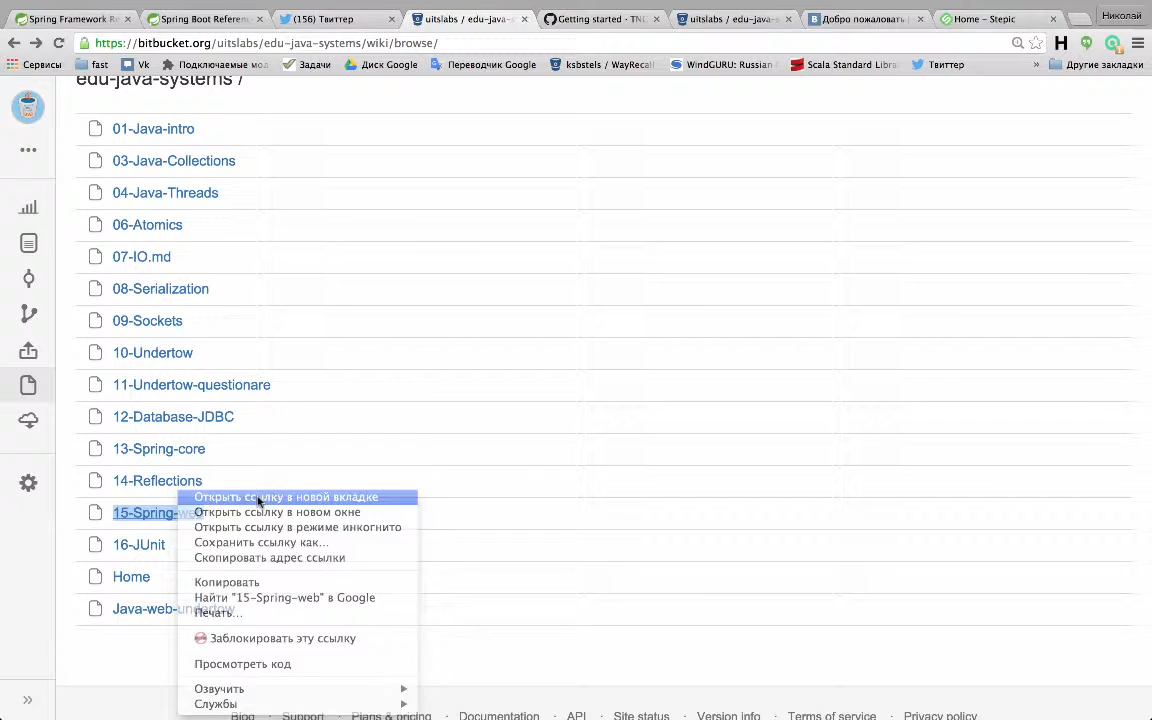 Spring Framework R
Spring Boot Referen
(156) Твиттер
uitslabs / edu-java-s
Getting started · TN
uitslabs / edu-java-s
Добро пожаловать
Home – Stepic
Николай
https://bitbucket.org/uitslabs/edu-java-systems/wiki/browse/
Сервисы
fast
Vk
Подключаемые мод
Задачи
Диск Google
Переводчик Google
ksbstels / WayRecall
WindGURU: Russian
Scala Standard Libr
Твиттер
»
Другие закладки
edu-java-systems /
01-Java-intro
03-Java-Collections
04-Java-Threads
06-Atomics
07-IO.md
08-Serialization
09-Sockets
10-Undertow
11-Undertow-questionare
12-Database-JDBC
13-Spring-core
14-Reflections
Открыть ссылку в новой вкладке
15-Spring-web
Открыть ссылку в новом окне
Открыть ссылку в режиме инкогнито
16-JUnit
Сохранить ссылку как...
Скопировать адрес ссылки
Home
Копировать
Найти "15-Spring-web" в Google
Java-web-undertow
Печать...
Заблокировать эту ссылку
Просмотреть код
Озвучить
Службы
Blog · Support · Plans & pricing · Documentation · API · Site status · Version info · Terms of service · Privacy policy